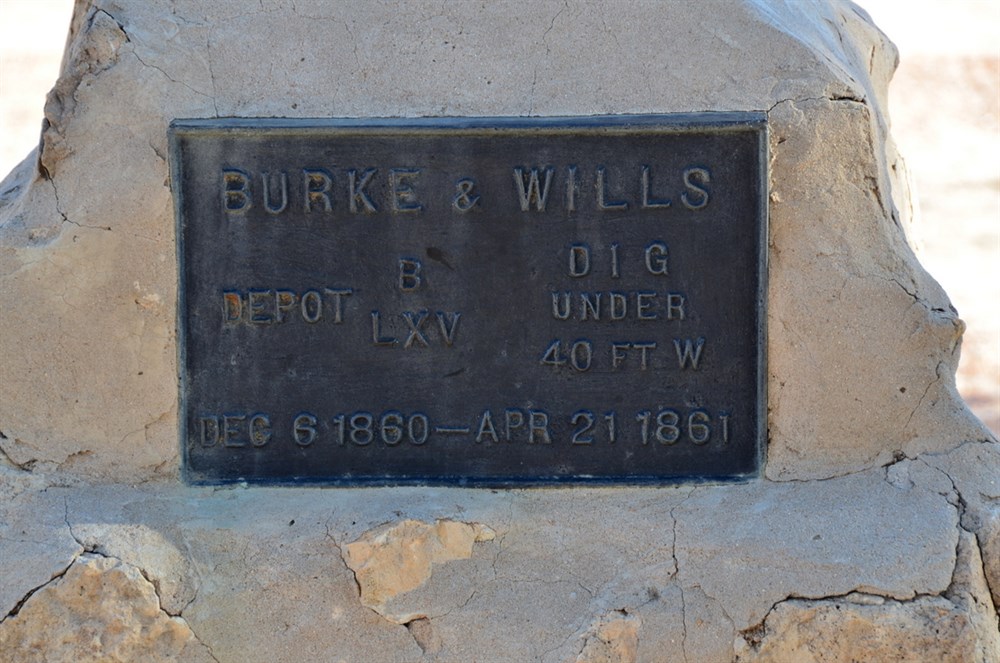 BURKE & WILLS
B
DEPOT LXV
DIG
UNDER
40 FT W
DEC 6 1860—APR 21 1861